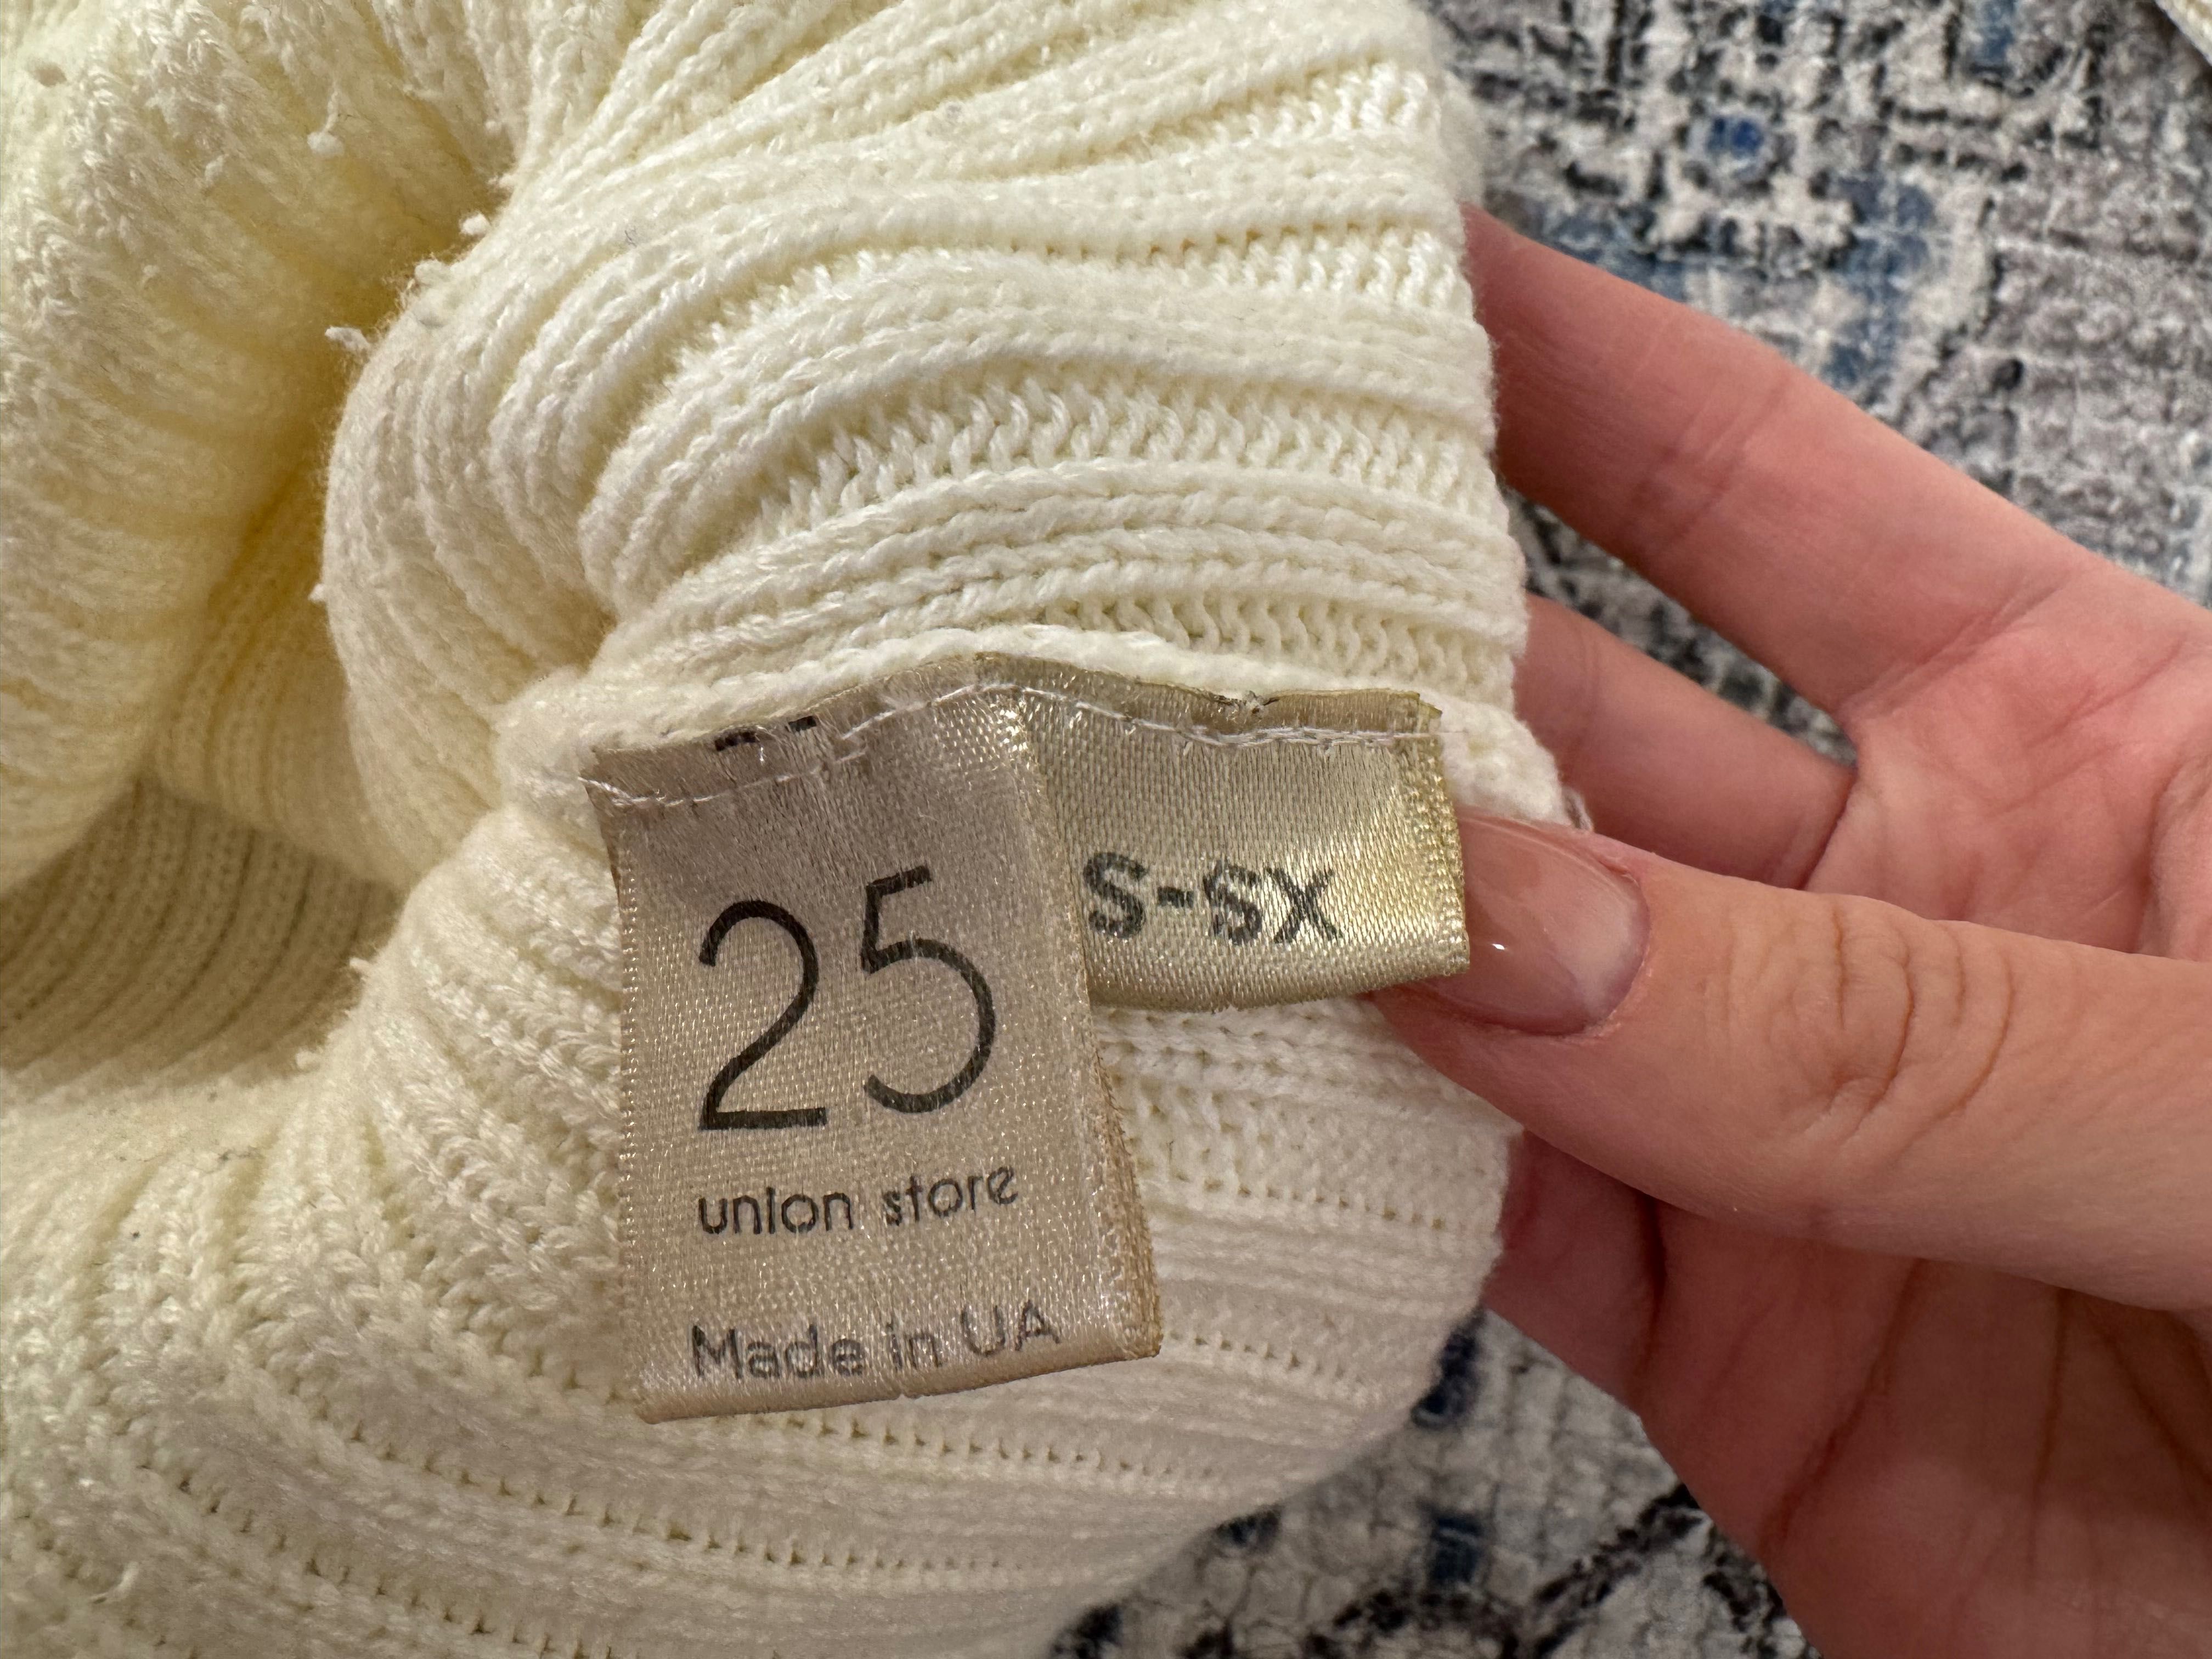 25
union store
Made in UA
S-SX